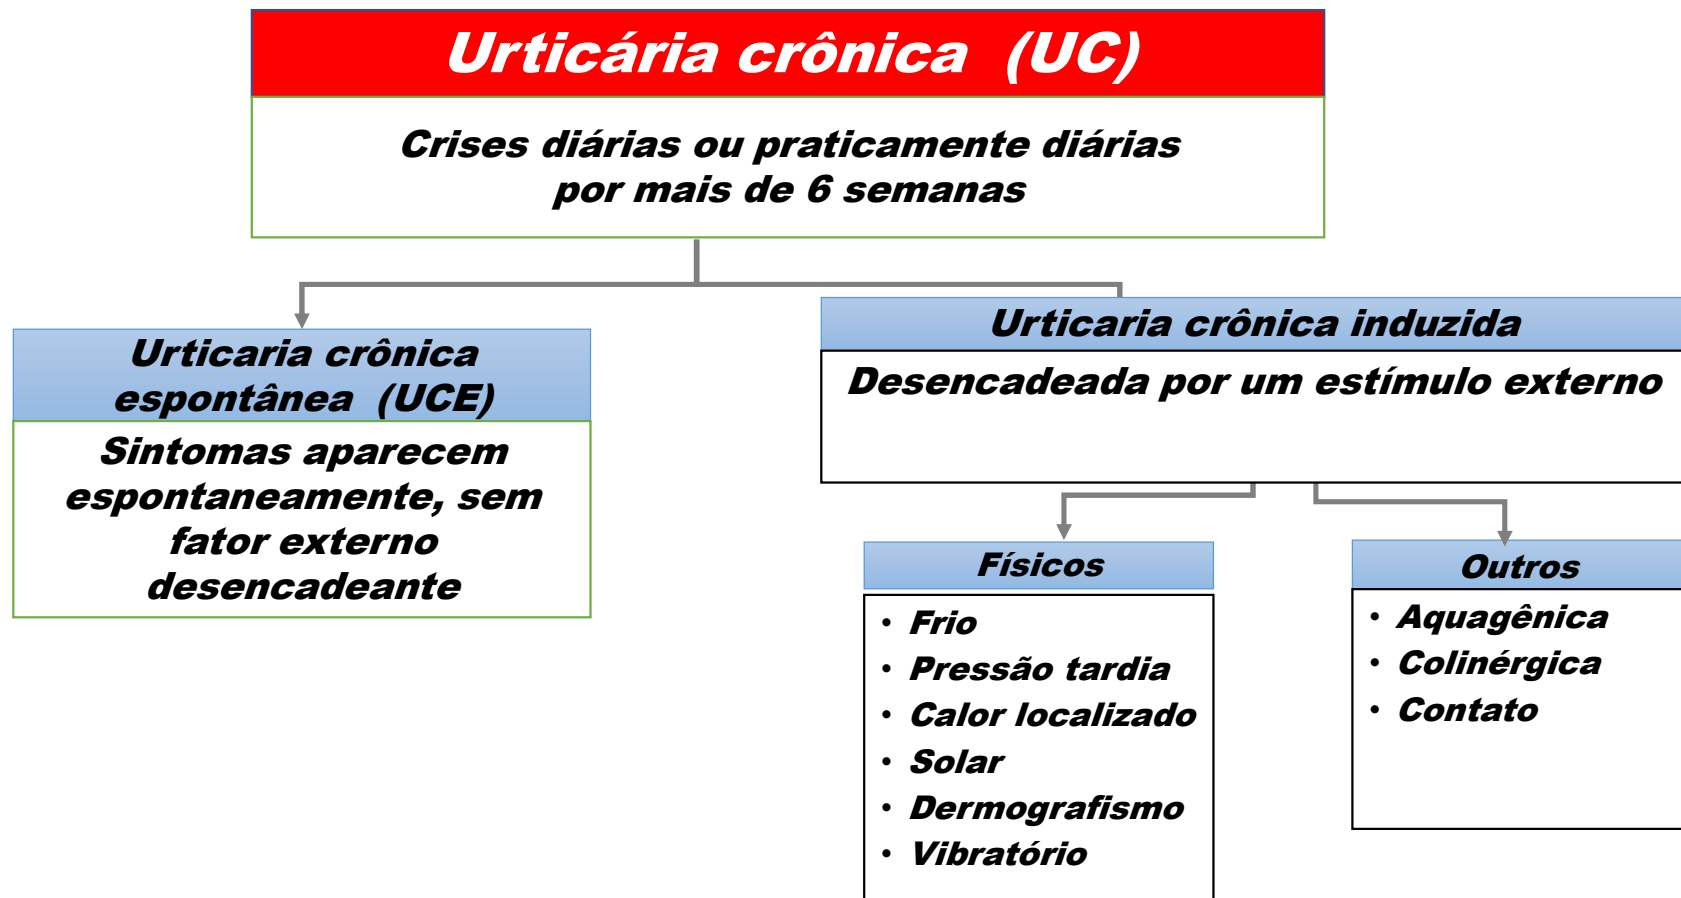 Urticária crônica (UC)
Crises diárias ou praticamente diárias
por mais de 6 semanas
Urticaria crônica
espontânea (UCE)
Sintomas aparecem
espontaneamente, sem
fator externo
desencadeante
Urticaria crônica induzida
Desencadeada por um estímulo externo
Físicos
• Frio
• Pressão tardia
• Calor localizado
• Solar
• Dermografismo
• Vibratório
Outros
• Aquagênica
• Colinérgica
• Contato